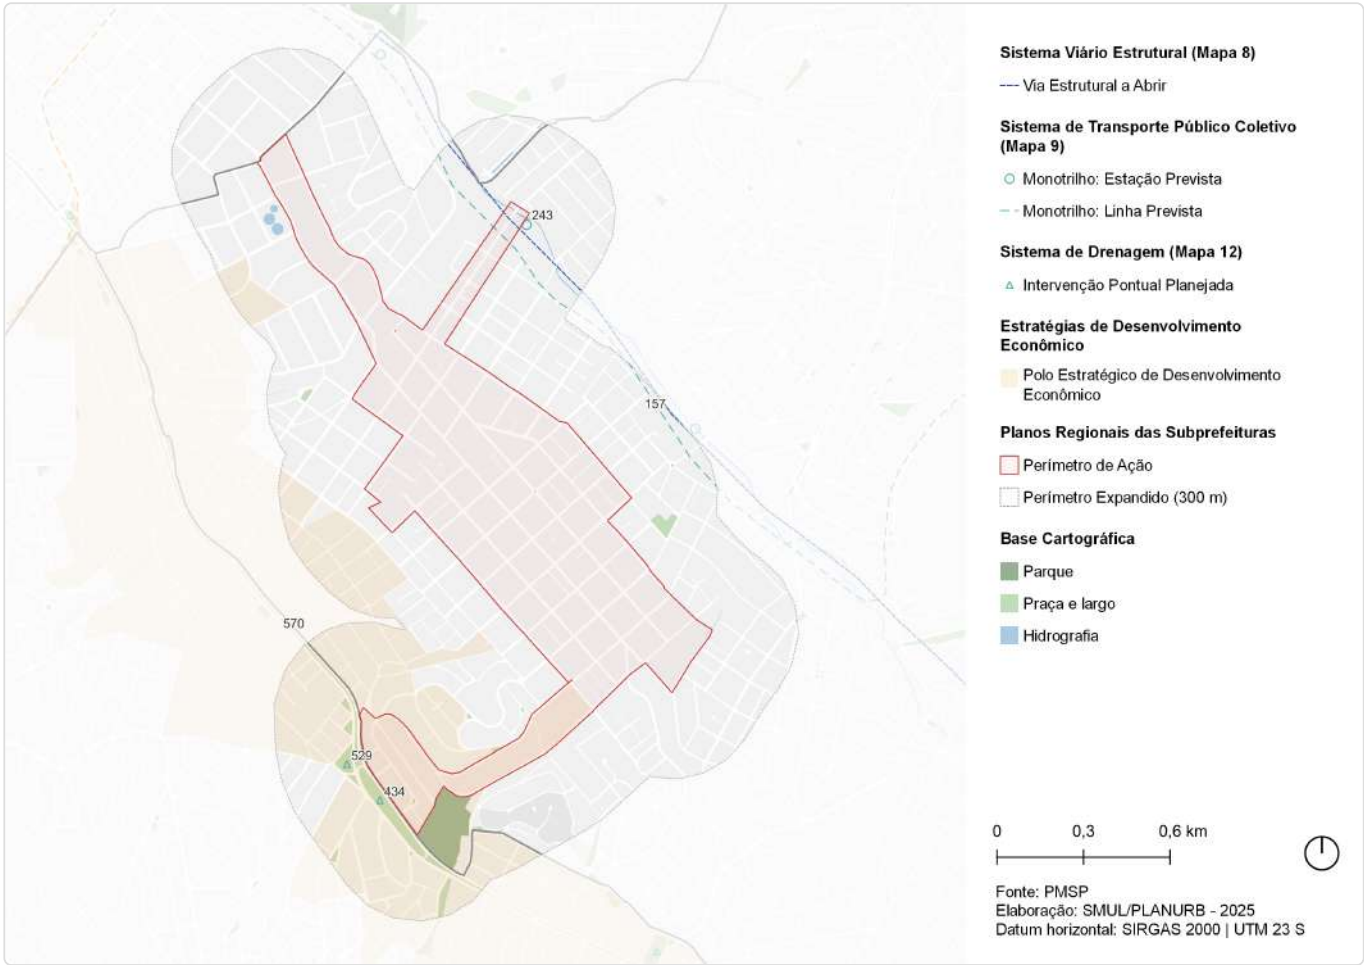 Sistema Viário Estrutural (Mapa 8)
Via Estrutural a Abrir
Sistema de Transporte Público Coletivo
(Mapa 9)
Monotrilho: Estação Prevista
Monotrilho: Linha Prevista
Sistema de Drenagem (Mapa 12)
Intervenção Pontual Planejada
Estratégias de Desenvolvimento
Econômico
Polo Estratégico de Desenvolvimento
Econômico
Planos Regionais das Subprefeituras
Perímetro de Ação
Perímetro Expandido (300 m)
Base Cartográfica
Parque
Praça e largo
Hidrografia
243
157
570
529
434
0 0,3 0,6 km
Fonte: PMSP
Elaboração: SMUL/PLANURB - 2025
Datum horizontal: SIRGAS 2000 | UTM 23 S